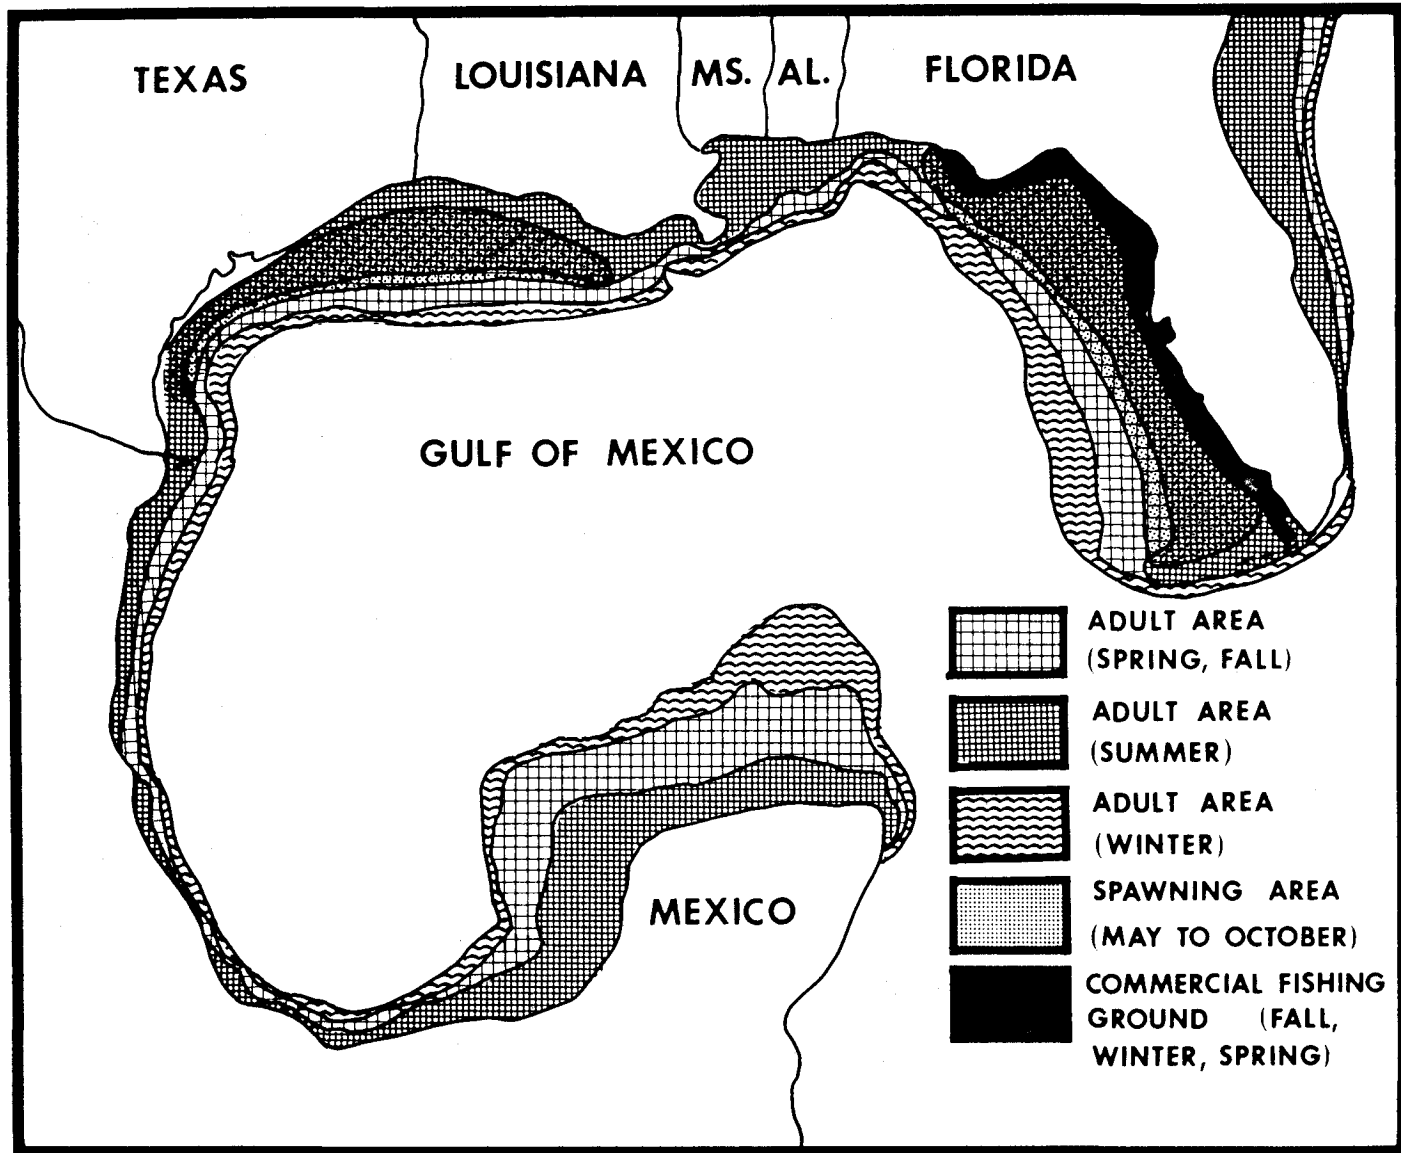 TEXAS
LOUISIANA
MS.
AL.
FLORIDA
GULF OF MEXICO
MEXICO
ADULT AREA
(SPRING, FALL)
ADULT AREA
(SUMMER)
ADULT AREA
(WINTER)
SPAWNING AREA
(MAY TO OCTOBER)
COMMERCIAL FISHING
GROUND (FALL,
WINTER, SPRING)